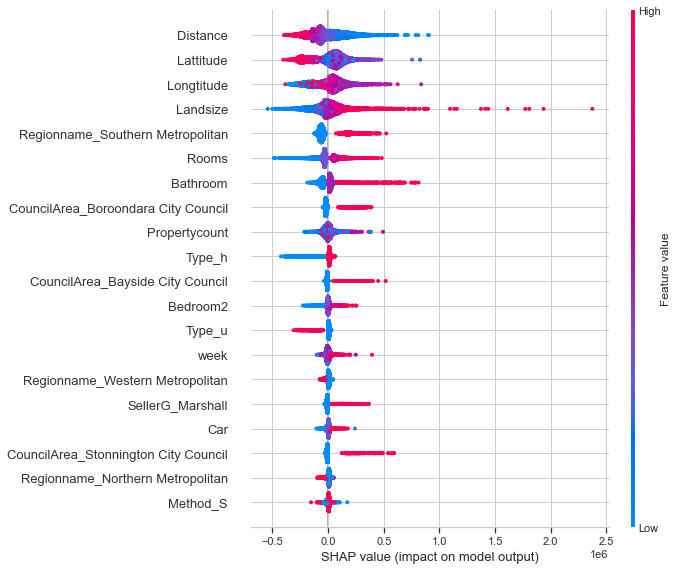 High
Distance
Lattitude
Longtitude
Landsize
Regionname_Southern Metropolitan
Rooms
Bathroom
CouncilArea_Boroondara City Council
Propertycount
Type_h
CouncilArea_Bayside City Council
Bedroom2
Type_u
week
Regionname_Western Metropolitan
SellerG_Marshall
Car
CouncilArea_Stonnington City Council
Regionname_Northern Metropolitan
Method_S
Feature value
Low
−0.5 0.0 0.5 1.0 1.5 2.0 2.5
1e6
SHAP value (impact on model output)